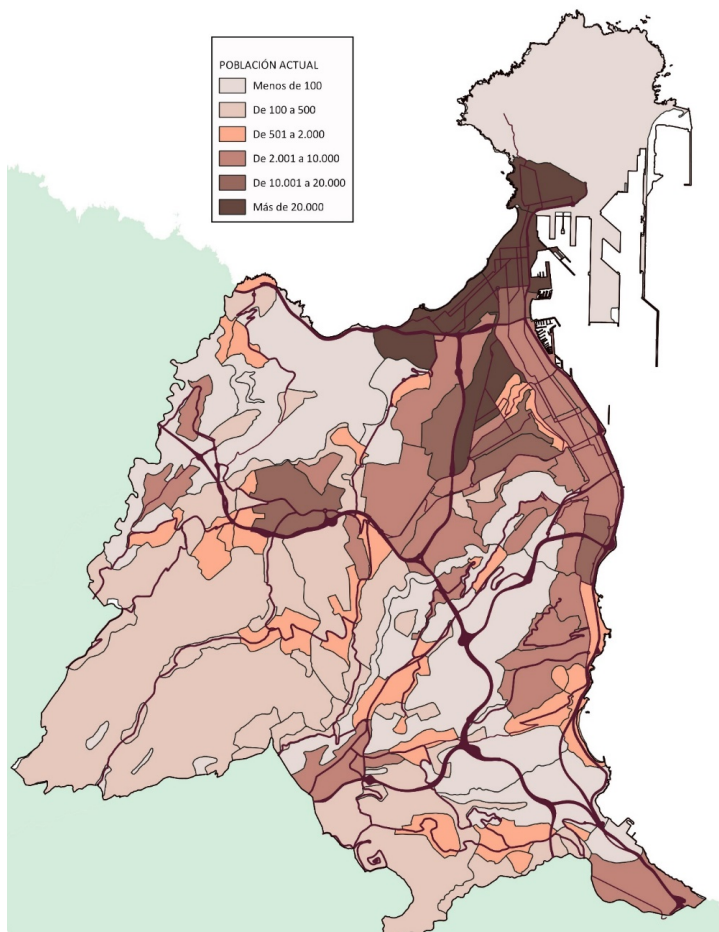 POBLACIÓN ACTUAL
Menos de 100
De 100 a 500
De 501 a 2.000
De 2.001 a 10.000
De 10.001 a 20.000
Más de 20.000